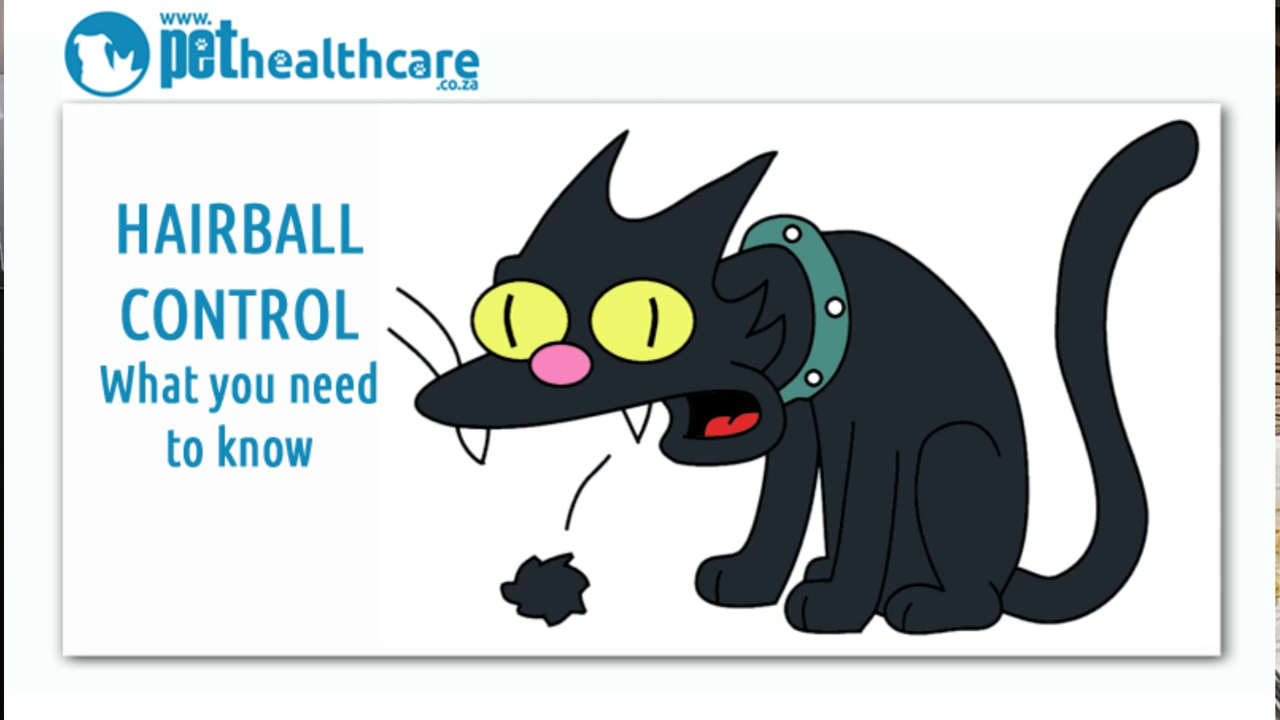 www.
pethealthcare
.co.za
HAIRBALL
CONTROL
What you need
to know